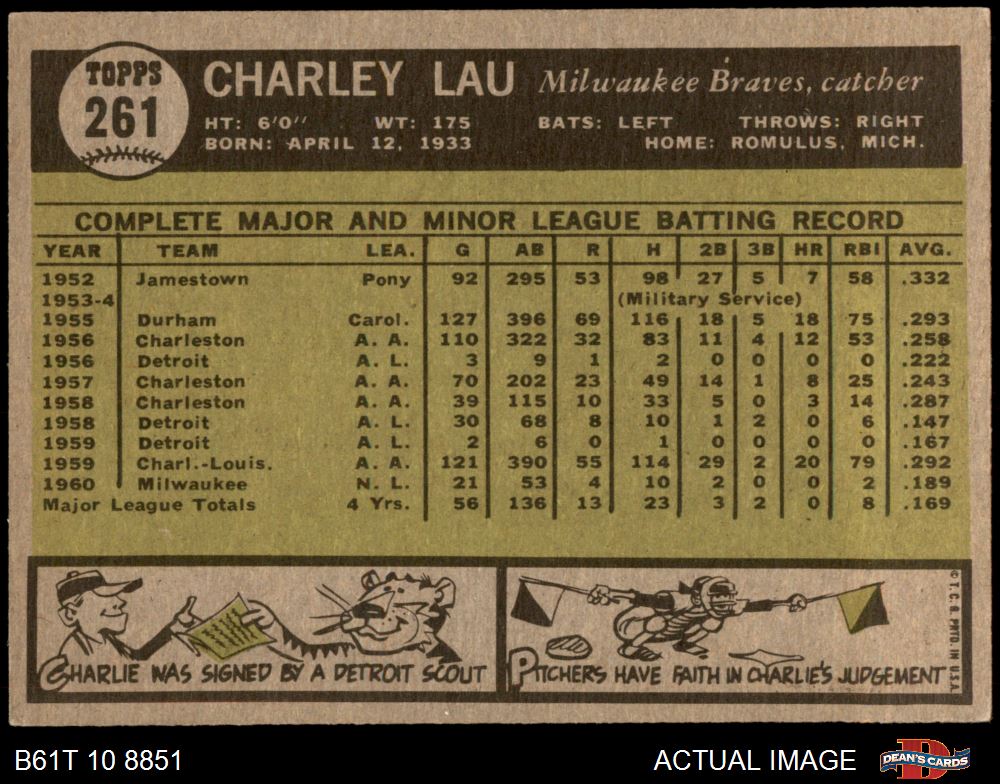 TOPPS
261
CHARLEY LAU Milwaukee Braves, catcher
HT: 6'0'' WT: 175 BATS: LEFT THROWS: RIGHT
BORN: APRIL 12, 1933 HOME: ROMULUS, MICH.
COMPLETE MAJOR AND MINOR LEAGUE BATTING RECORD
YEAR TEAM LEA. G AB R H 2B 3B HR RBI AVG.
1952 Jamestown Pony 92 295 53 98 27 5 7 58 .332
1953-4 (Military Service)
1955 Durham Carol. 127 396 69 116 18 5 18 75 .293
1956 Charleston A. A. 110 322 32 83 11 4 12 53 .258
1956 Detroit A. L. 3 9 1 2 0 0 0 0 .222
1957 Charleston A. A. 70 202 23 49 14 1 8 25 .243
1958 Charleston A. A. 39 115 10 33 5 0 3 14 .287
1958 Detroit A. L. 30 68 8 10 1 2 0 6 .147
1959 Detroit A. L. 2 6 0 1 0 0 0 0 .167
1959 Charl.-Louis. A. A. 121 390 55 114 29 2 20 79 .292
1960 Milwaukee N. L. 21 53 4 10 2 0 0 2 .189
Major League Totals 4 Yrs. 56 136 13 23 3 2 0 8 .169
CHARLIE WAS SIGNED BY A DETROIT SCOUT
PITCHERS HAVE FAITH IN CHARLIE'S JUDGEMENT
© T. C. G. PRTD. IN U.S.A.
B61T 10 8851 ACTUAL IMAGE
D
DEAN'S CARDS